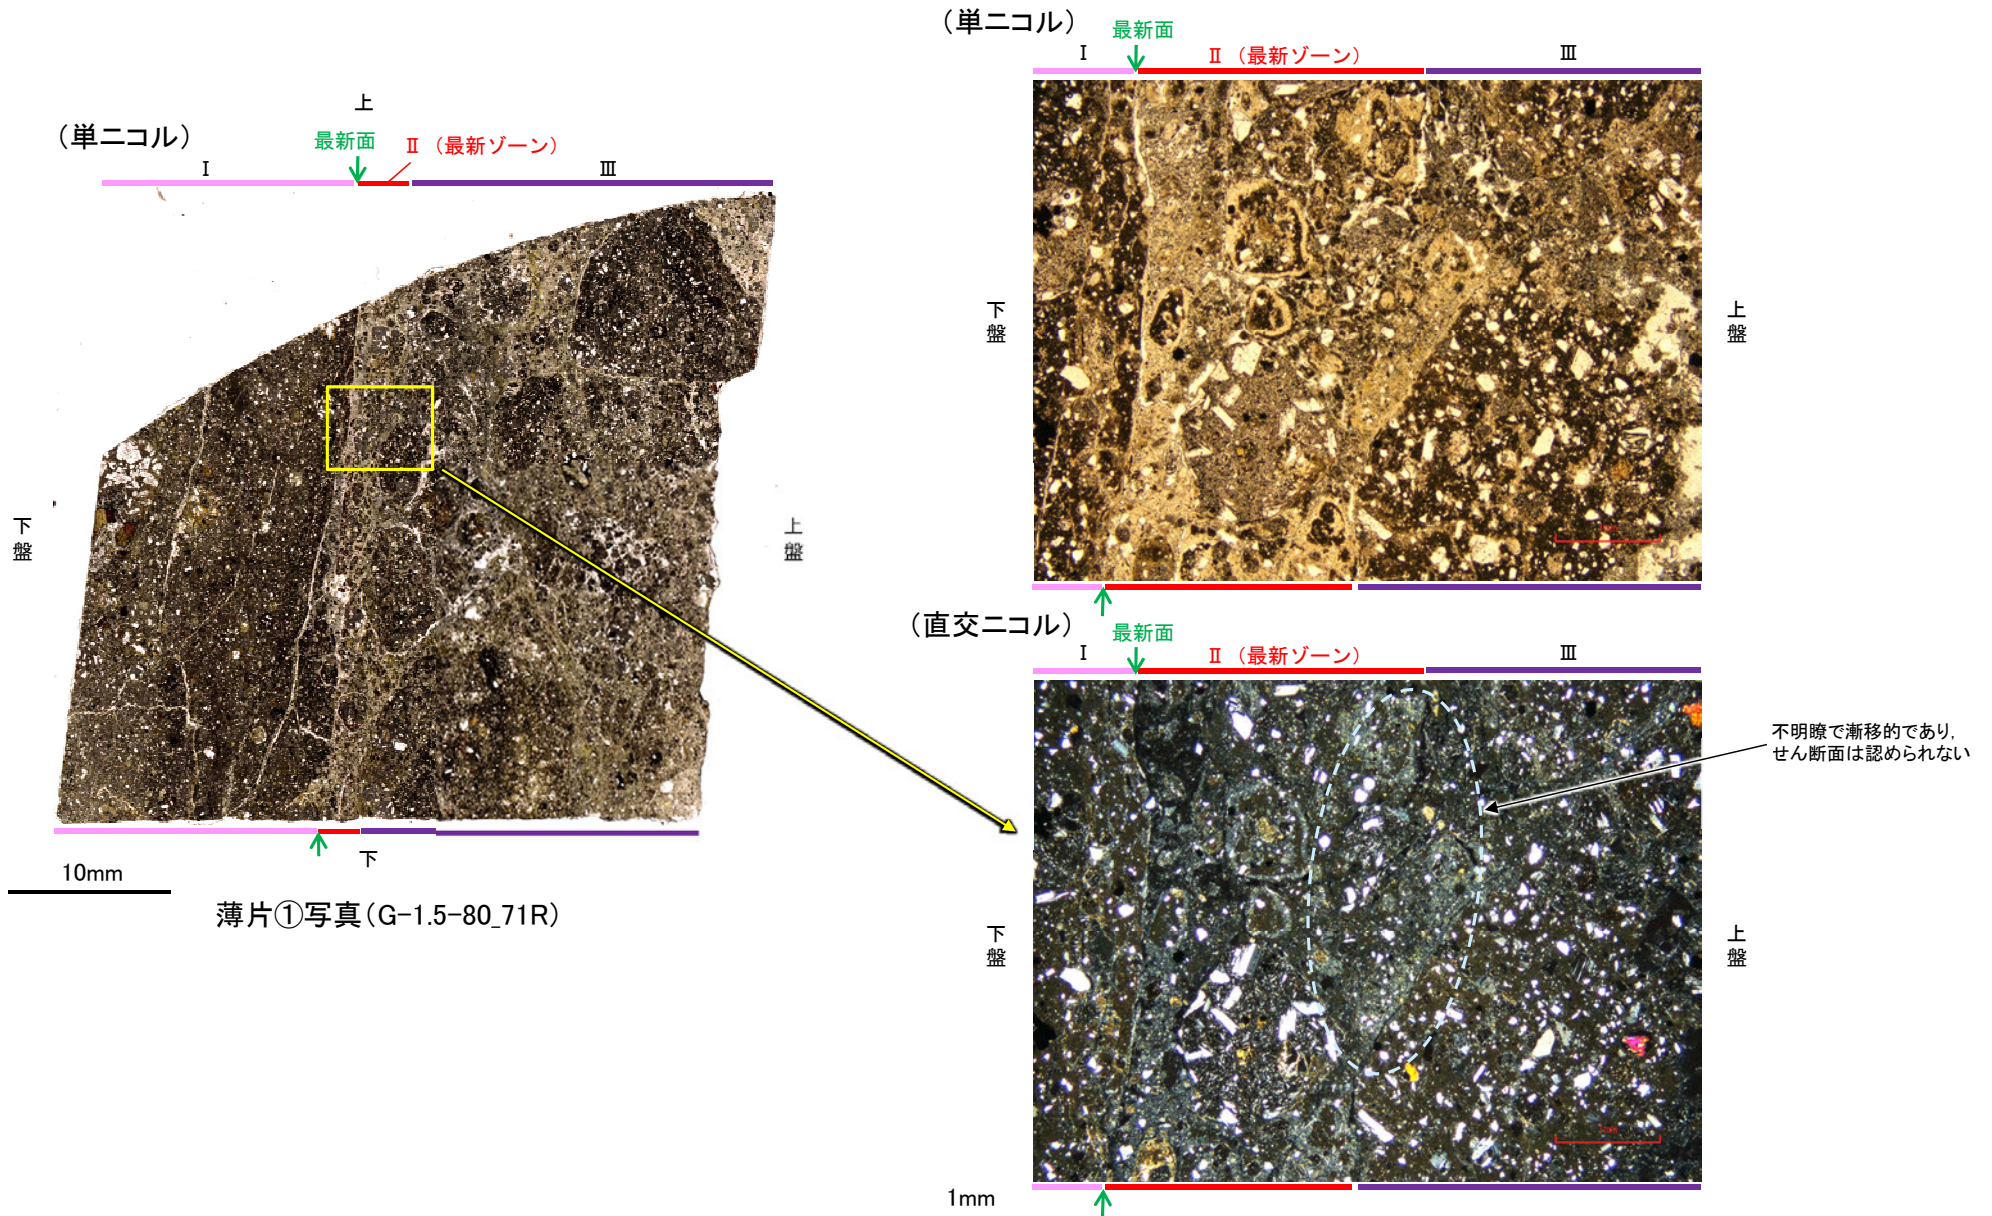 (単ニコル)
上
最新面
Ⅰ
Ⅱ (最新ゾーン)
Ⅲ
下盤
上盤
下
10mm
薄片①写真(G-1.5-80_71R)
(単ニコル)
最新面
Ⅰ
Ⅱ (最新ゾーン)
Ⅲ
下盤
上盤
1mm
(直交ニコル)
最新面
Ⅰ
Ⅱ (最新ゾーン)
Ⅲ
不明瞭で漸移的であり,
せん断面は認められない
下盤
上盤
1mm
1mm